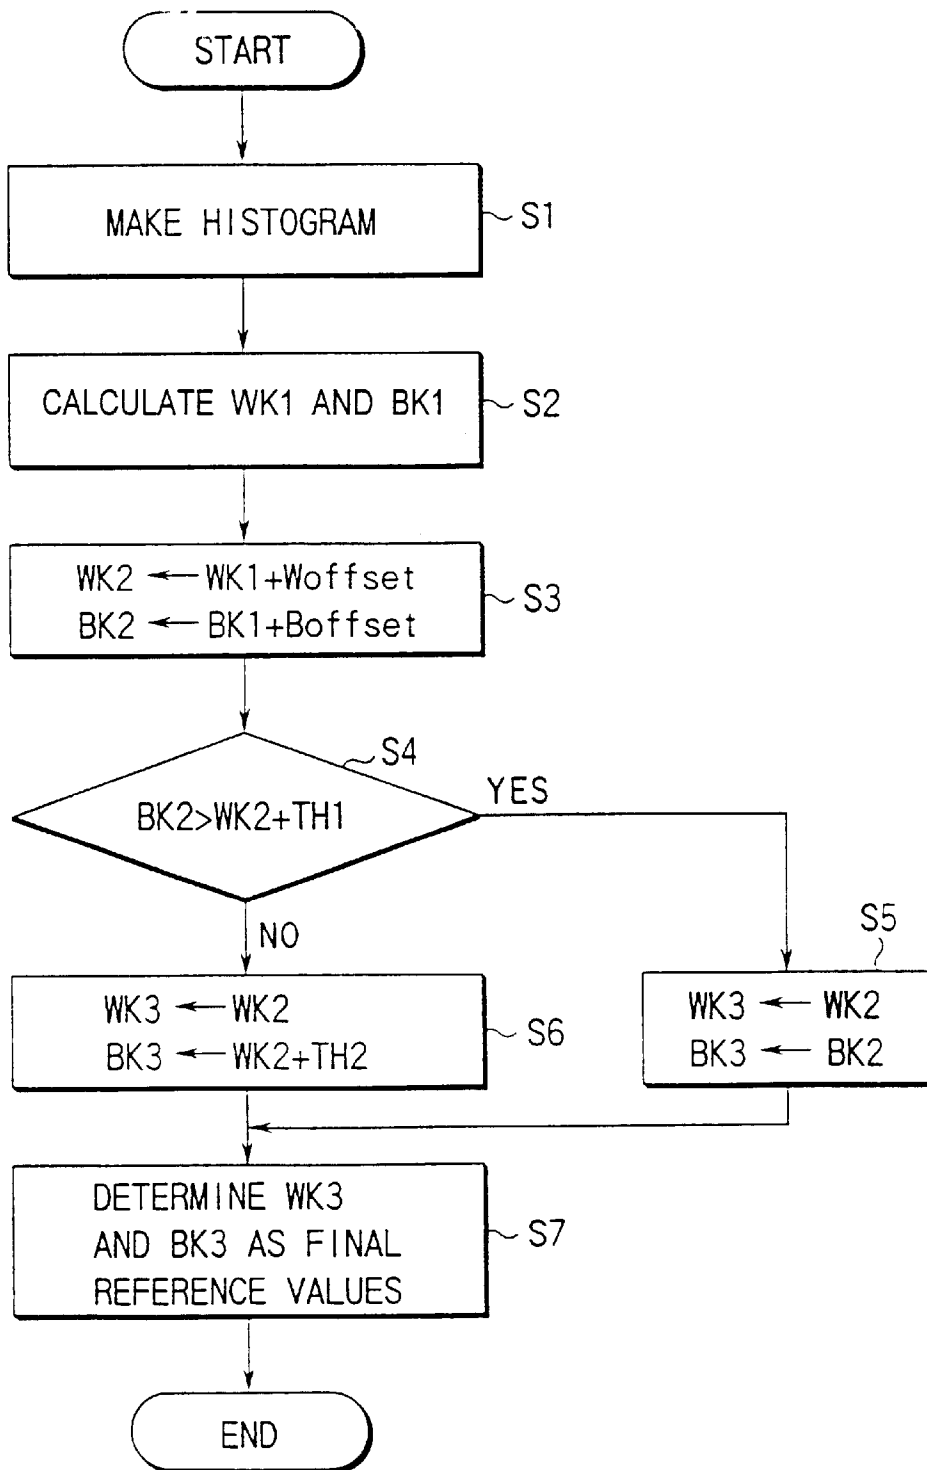 START
MAKE HISTOGRAM
S1
CALCULATE WK1 AND BK1
S2
WK2 ← WK1+Woffset
BK2 ← BK1+Boffset
S3
S4
BK2>WK2+TH1
YES
NO
S5
WK3 ← WK2
BK3 ← WK2+TH2
S6
WK3 ← WK2
BK3 ← BK2
DETERMINE WK3
AND BK3 AS FINAL
REFERENCE VALUES
S7
END